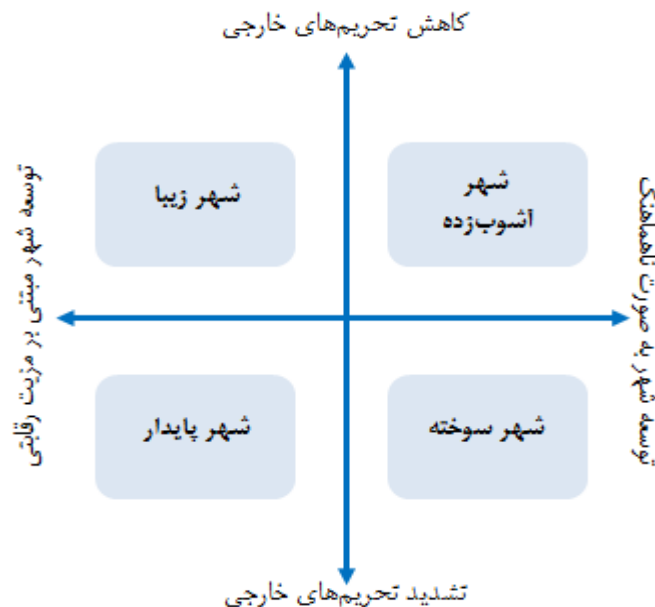 کاهش تحریم‌های خارجی
شهر
آشوب‌زده
شهر زیبا
توسعه شهر به صورت ناهماهنگ
توسعه شهر مبتنی بر مزیت رقابتی
شهر سوخته
شهر پایدار
تشدید تحریم‌های خارجی